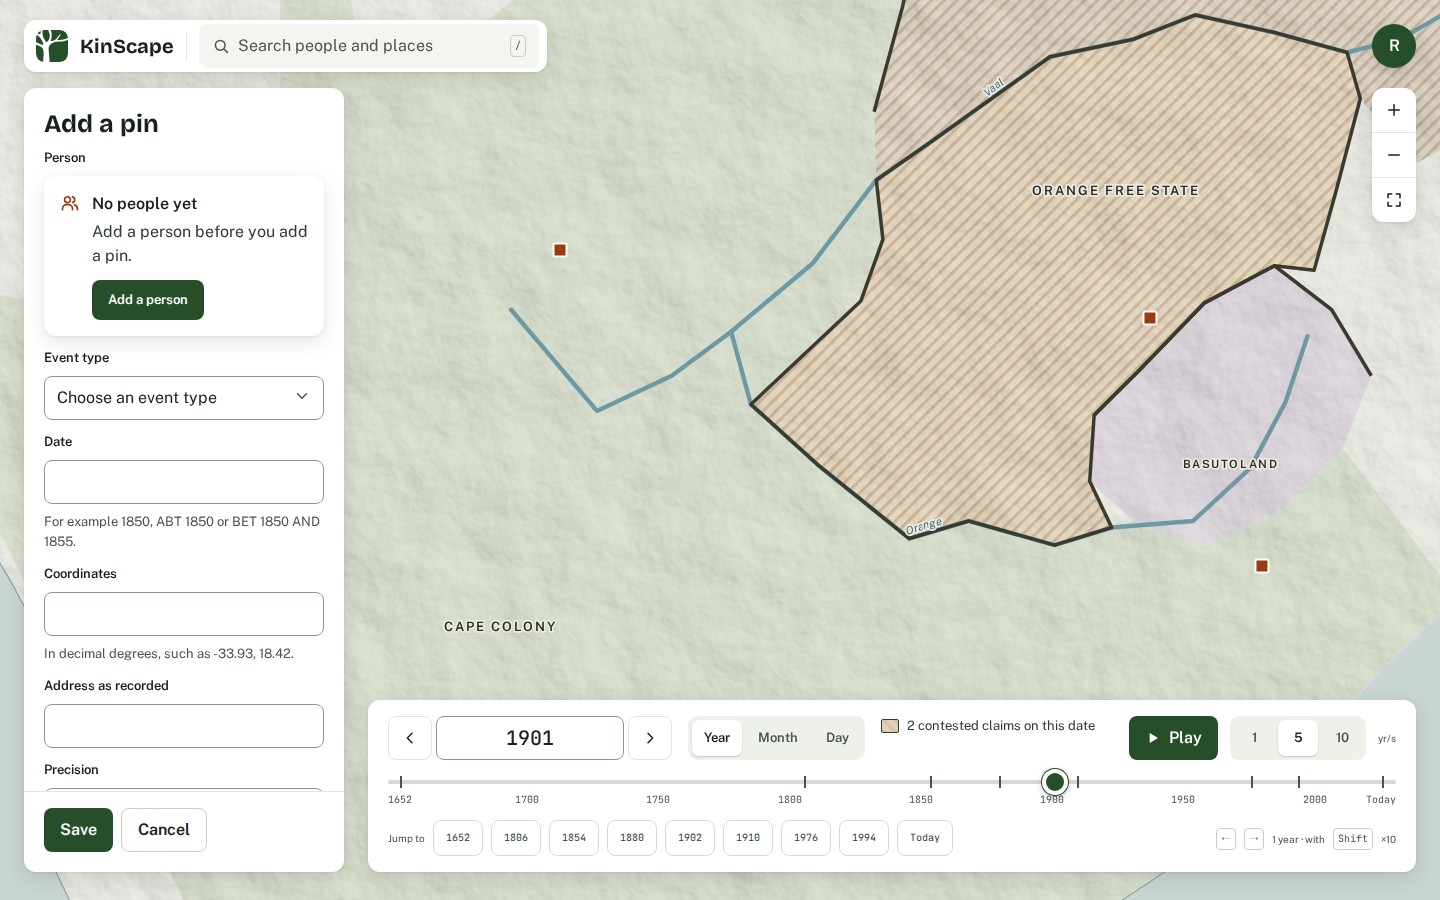 KinScape
Search people and places
/
R
Add a pin
Person
No people yet
Add a person before you add
a pin.
Add a person
Event type
Choose an event type
Date
For example 1850, ABT 1850 or BET 1850 AND
1855.
Coordinates
In decimal degrees, such as -33.93, 18.42.
Address as recorded
Precision
Save
Cancel
Vaal
ORANGE FREE STATE
BASUTOLAND
Orange
CAPE COLONY
1901
Year
Month
Day
2 contested claims on this date
Play
1
5
10
yr/s
1652
1700
1750
1800
1850
1900
1950
2000
Today
Jump to
1652
1806
1854
1880
1902
1910
1976
1994
Today
← → 1 year · with Shift ×10